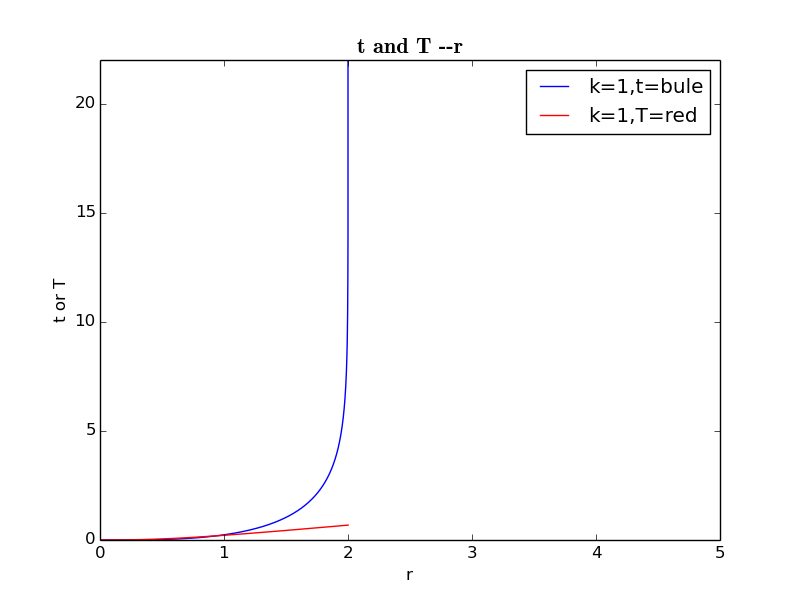 t and T --r
k=1,t=bule
k=1,T=red
20
15
10
5
0
t or T
0 1 2 3 4 5
r